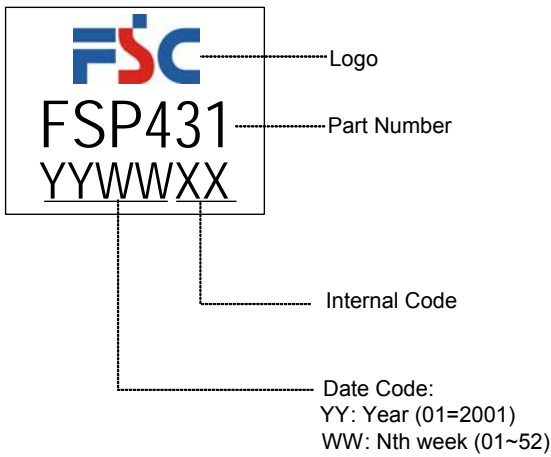 FSC
Logo
FSP431
Part Number
YYWWXX
Internal Code
Date Code:
YY: Year (01=2001)
WW: Nth week (01~52)